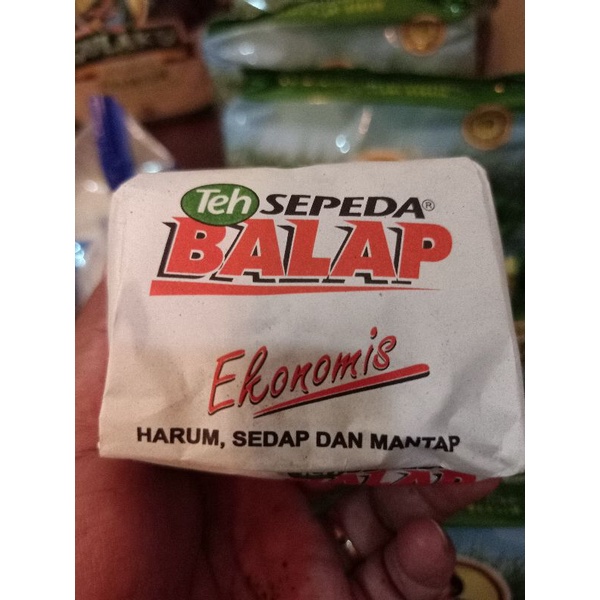 Teh SEPEDA®
BALAP
Ekonomis
HARUM, SEDAP DAN MANTAP